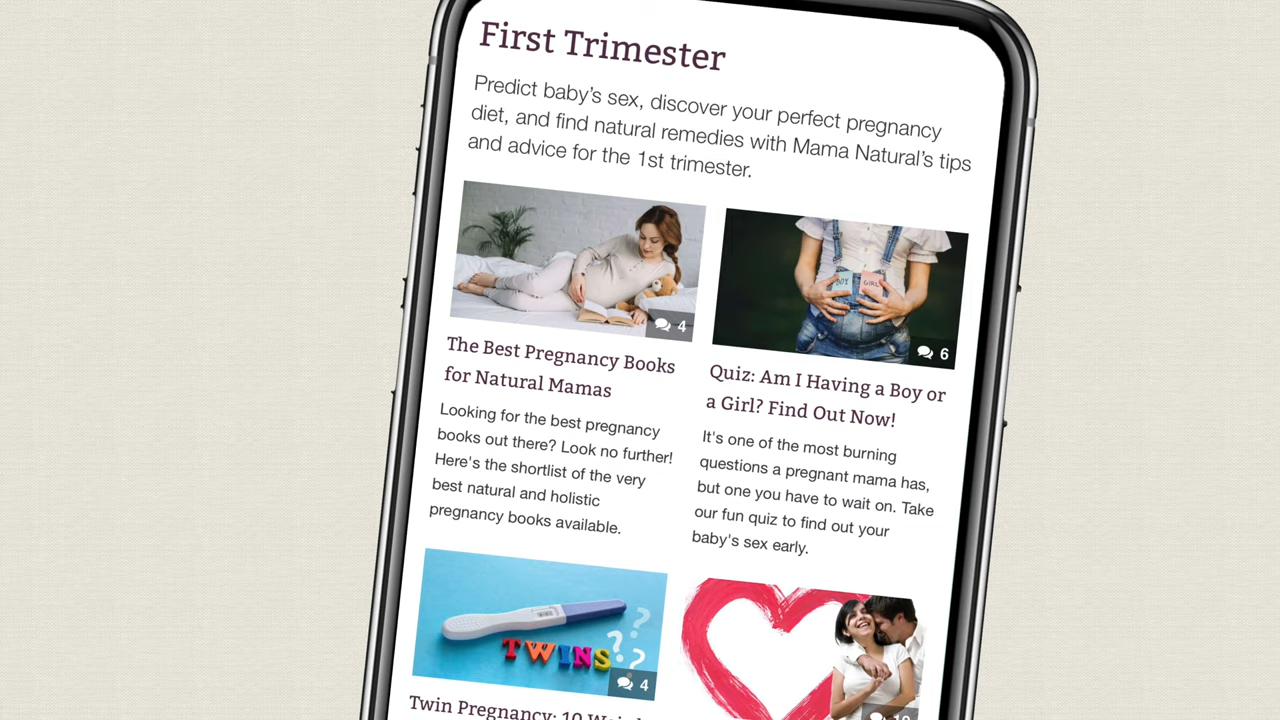 First Trimester
Predict baby's sex, discover your perfect pregnancy
diet, and find natural remedies with Mama Natural's tips
and advice for the 1st trimester.
4
The Best Pregnancy Books
for Natural Mamas
Looking for the best pregnancy
books out there? Look no further!
Here's the shortlist of the very
best natural and holistic
pregnancy books available.
BOY GIRL
6
Quiz: Am I Having a Boy or
a Girl? Find Out Now!
It's one of the most burning
questions a pregnant mama has,
but one you have to wait on. Take
our fun quiz to find out your
baby's sex early.
TWINS
???
4
Twin Pregnancy: 10